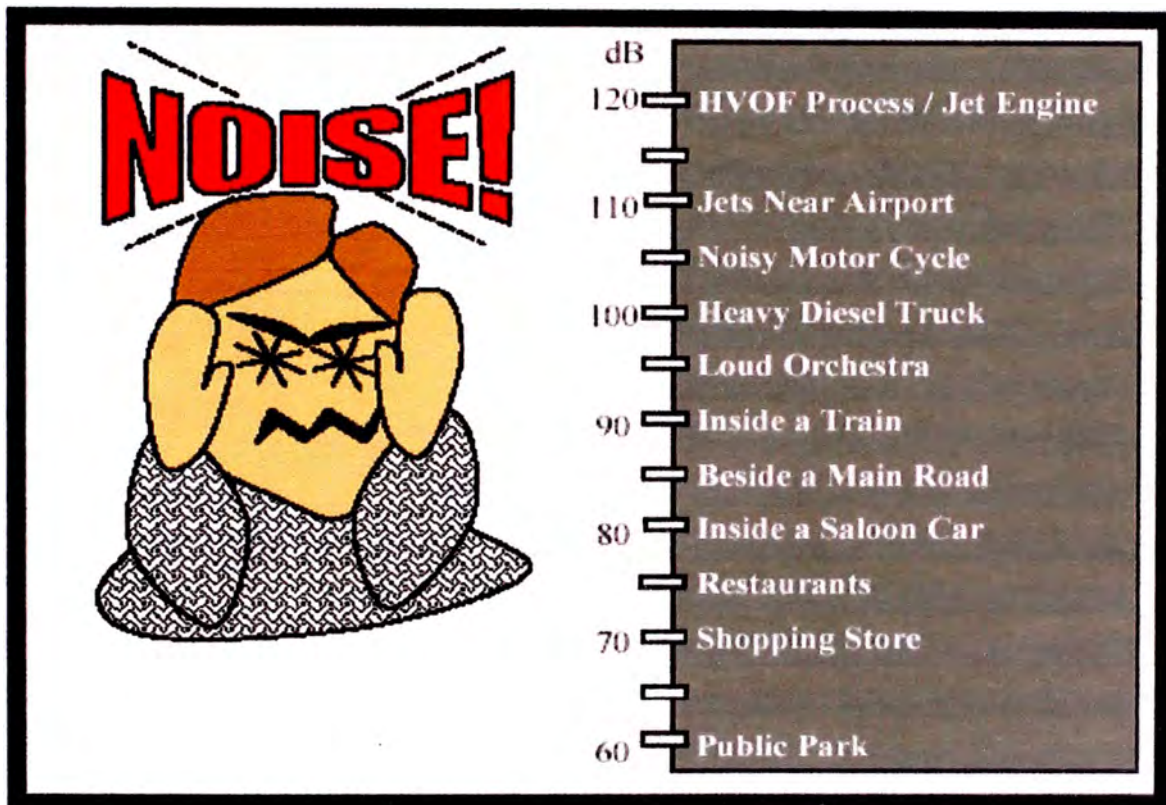 NOISE!
dB
120 HVOF Process / Jet Engine
110 Jets Near Airport
Noisy Motor Cycle
100 Heavy Diesel Truck
Loud Orchestra
90 Inside a Train
Beside a Main Road
80 Inside a Saloon Car
Restaurants
70 Shopping Store
60 Public Park